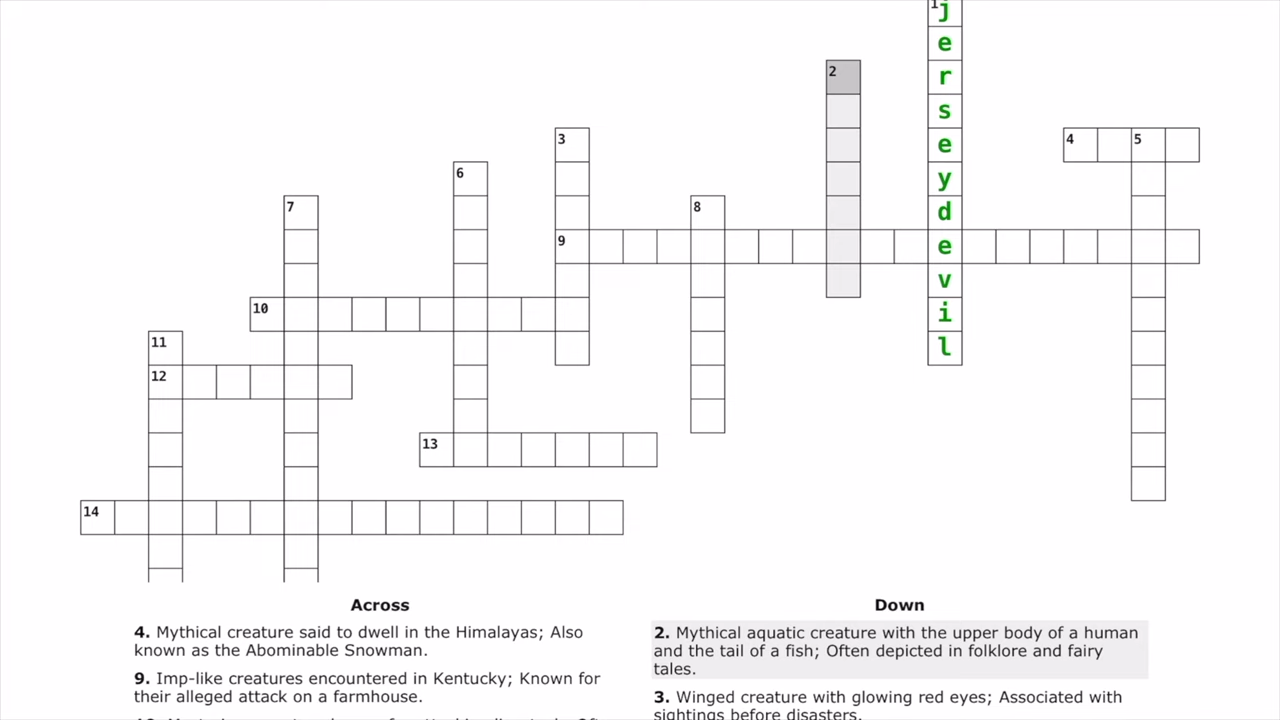 1 j
e
2
r
s
3
e
4
5
6
y
7
8
d
9
e
v
10
i
11
l
12
13
14
Across
4. Mythical creature said to dwell in the Himalayas; Also
known as the Abominable Snowman.
9. Imp-like creatures encountered in Kentucky; Known for
their alleged attack on a farmhouse.
Down
2. Mythical aquatic creature with the upper body of a human
and the tail of a fish; Often depicted in folklore and fairy
tales.
3. Winged creature with glowing red eyes; Associated with
sightings before disasters.